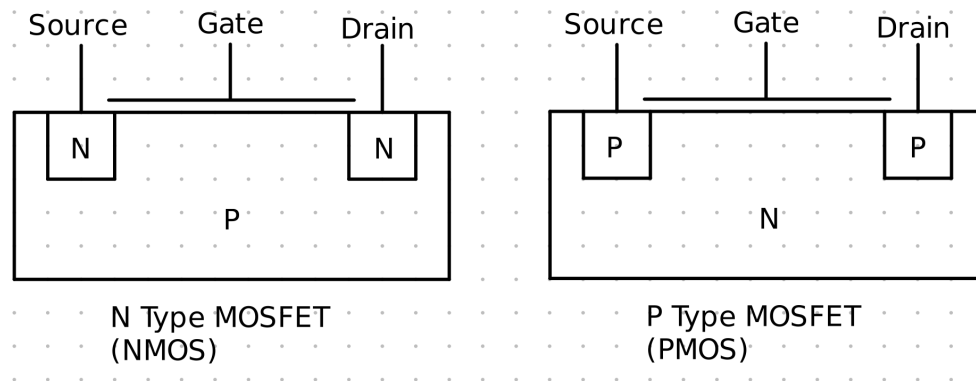 Source
Gate
Drain
N
N
P
N Type MOSFET
(NMOS)
Source
Gate
Drain
P
P
N
P Type MOSFET
(PMOS)